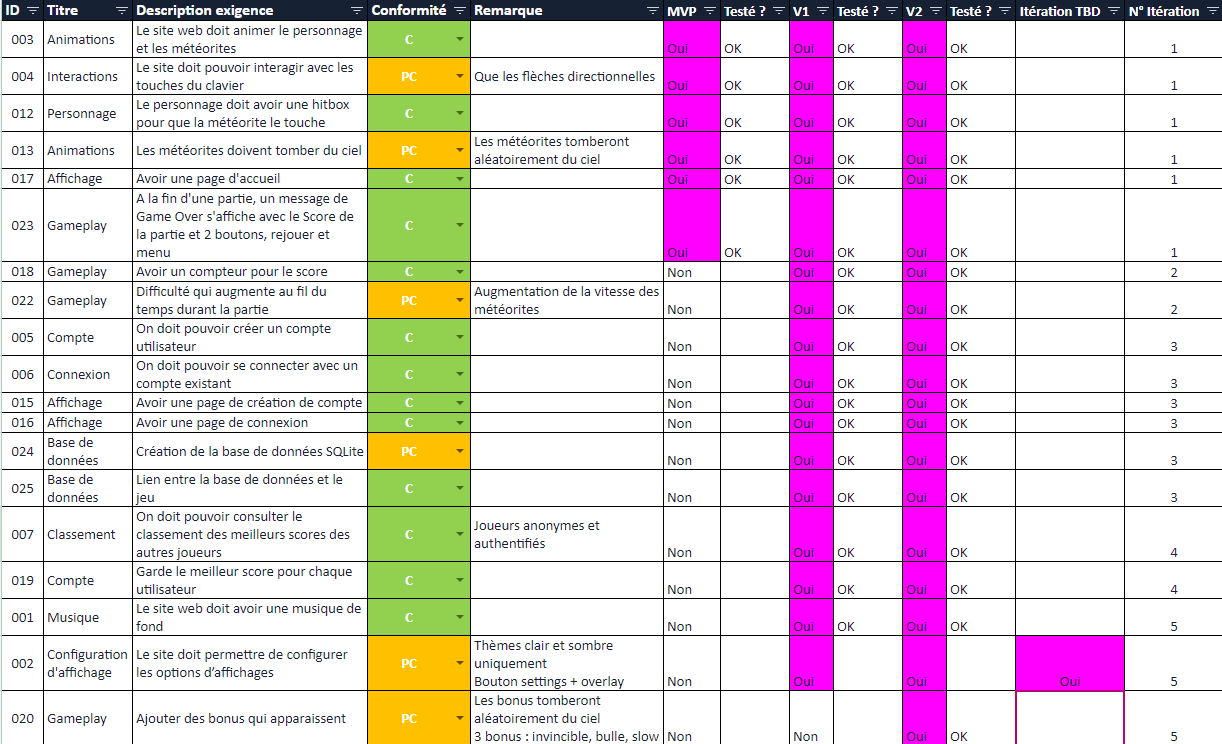 ID Titre Description exigence Conformité Remarque MVP Testé ? V1 Testé ? V2 Testé ? Itération TBD N° Itération
003 Animations Le site web doit animer le personnage
et les météorites C Oui OK Oui OK Oui OK 1
004 Interactions Le site doit pouvoir interagir avec les
touches du clavier PC Que les flèches directionnelles Oui OK Oui OK Oui OK 1
012 Personnage Le personnage doit avoir une hitbox
pour que la météorite le touche C Oui OK Oui OK Oui OK 1
013 Animations Les météorites doivent tomber du ciel PC Les météorites tomberont
aléatoirement du ciel Oui OK Oui OK Oui OK 1
017 Affichage Avoir une page d'accueil C Oui OK Oui OK Oui OK 1
023 Gameplay A la fin d'une partie, un message de
Game Over s'affiche avec le Score de
la partie et 2 boutons, rejouer et
menu C Oui OK Oui OK Oui OK 1
018 Gameplay Avoir un compteur pour le score C Non Oui OK Oui OK 2
022 Gameplay Difficulté qui augmente au fil du
temps durant la partie PC Augmentation de la vitesse des
météorites Non Oui OK Oui OK 2
005 Compte On doit pouvoir créer un compte
utilisateur C Non Oui OK Oui OK 3
006 Connexion On doit pouvoir se connecter avec un
compte existant C Non Oui OK Oui OK 3
015 Affichage Avoir une page de création de compte C Non Oui OK Oui OK 3
016 Affichage Avoir une page de connexion C Non Oui OK Oui OK 3
024 Base de
données Création de la base de données SQLite PC Non Oui OK Oui OK 3
025 Base de
données Lien entre la base de données et le
jeu C Non Oui OK Oui OK 3
007 Classement On doit pouvoir consulter le
classement des meilleurs scores des
autres joueurs C Joueurs anonymes et
authentifiés Non Oui OK Oui OK 4
019 Compte Garde le meilleur score pour chaque
utilisateur C Non Oui OK Oui OK 4
001 Musique Le site web doit avoir une musique de
fond C Non Oui OK Oui OK 5
002 Configuration
d'affichage Le site doit permettre de configurer
les options d’affichages PC Thèmes clair et sombre
uniquement
Bouton settings + overlay Non Oui Oui Oui 5
020 Gameplay Ajouter des bonus qui apparaissent PC Les bonus tomberont
aléatoirement du ciel
3 bonus : invincible, bulle, slow Non Non Oui OK 5